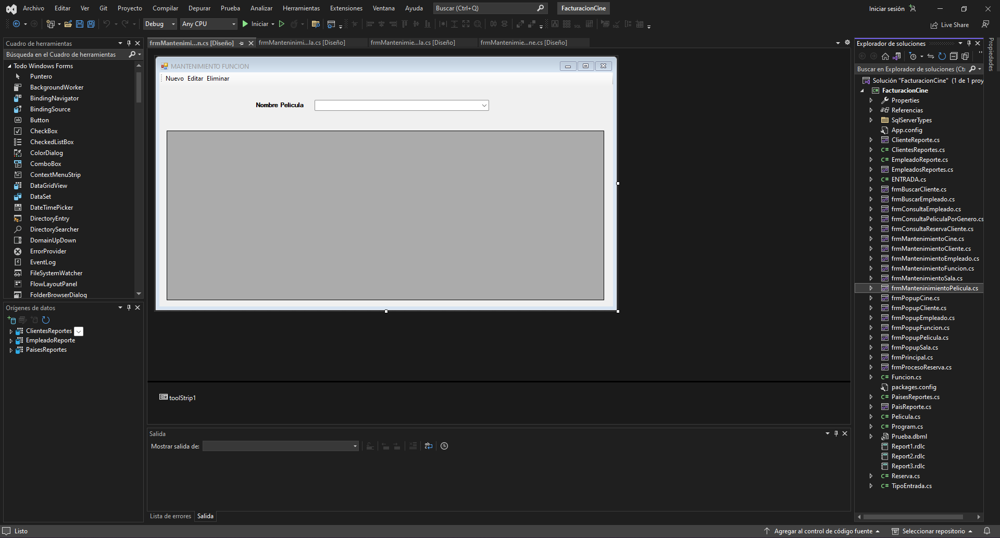 Archivo Editar Ver Git Proyecto Compilar Depurar Prueba Analizar Herramientas Extensiones Ventana Ayuda Buscar (Ctrl+Q) FacturacionCine Iniciar sesión
Debug Any CPU Iniciar Live Share
Cuadro de herramientas
Búsqueda en el Cuadro de herramientas
Todo Windows Forms
Puntero
BackgroundWorker
BindingNavigator
BindingSource
Button
CheckBox
CheckedListBox
ColorDialog
ComboBox
ContextMenuStrip
DataGridView
DataSet
DateTimePicker
DirectoryEntry
DirectorySearcher
DomainUpDown
ErrorProvider
EventLog
FileSystemWatcher
FlowLayoutPanel
FolderBrowserDialog
Orígenes de datos
ClientesReportes
EmpleadoReporte
PaisesReportes
frmMantenimi...n.cs [Diseño] frmManteninimi...la.cs [Diseño] frmMantenimie...la.cs [Diseño] frmMantenimie...ne.cs [Diseño]
MANTENIMIENTO FUNCION
Nuevo Editar Eliminar
Nombre Pelicula
toolStrip1
Salida
Mostrar salida de:
Lista de errores Salida
Explorador de soluciones
Buscar en Explorador de soluciones (Ctr
Solución "FacturacionCine" (1 de 1 proy
FacturacionCine
Properties
Referencias
SqlServerTypes
App.config
ClienteReporte.cs
ClientesReportes.cs
EmpleadoReporte.cs
EmpleadosReportes.cs
ENTRADA.cs
frmBuscarCliente.cs
frmBuscarEmpleado.cs
frmConsultaEmpleado.cs
frmConsultaPeliculaPorGenero.cs
frmConsultaReservaCliente.cs
frmMantenimientoCine.cs
frmMantenimientoCliente.cs
frmMantenimientoEmpleado.cs
frmMantenimientoFuncion.cs
frmMantenimientoSala.cs
frmManteninimientoPelicula.cs
frmPopupCine.cs
frmPopupCliente.cs
frmPopupEmpleado.cs
frmPopupFuncion.cs
frmPopupPelicula.cs
frmPopupSala.cs
frmPrincipal.cs
frmProcesoReserva.cs
Funcion.cs
packages.config
PaisesReportes.cs
PaisReporte.cs
Pelicula.cs
Program.cs
Prueba.dbml
Report1.rdlc
Report2.rdlc
Report3.rdlc
Reserva.cs
TipoEntrada.cs
Propiedades
Listo Agregar al control de código fuente Seleccionar repositorio